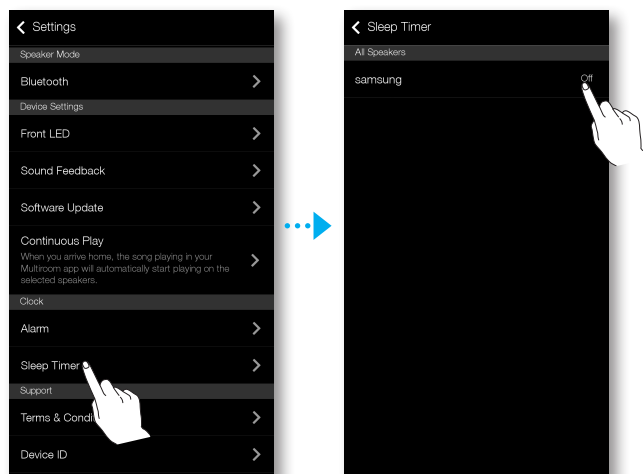 Settings
Speaker Mode
Bluetooth
Device Settings
Front LED
Sound Feedback
Software Update
Continuous Play
When you arrive home, the song playing in your
Multiroom app will automatically start playing on the
selected speakers.
Clock
Alarm
Sleep Timer
Support
Terms & Condi
Device ID
Sleep Timer
All Speakers
samsung
Off